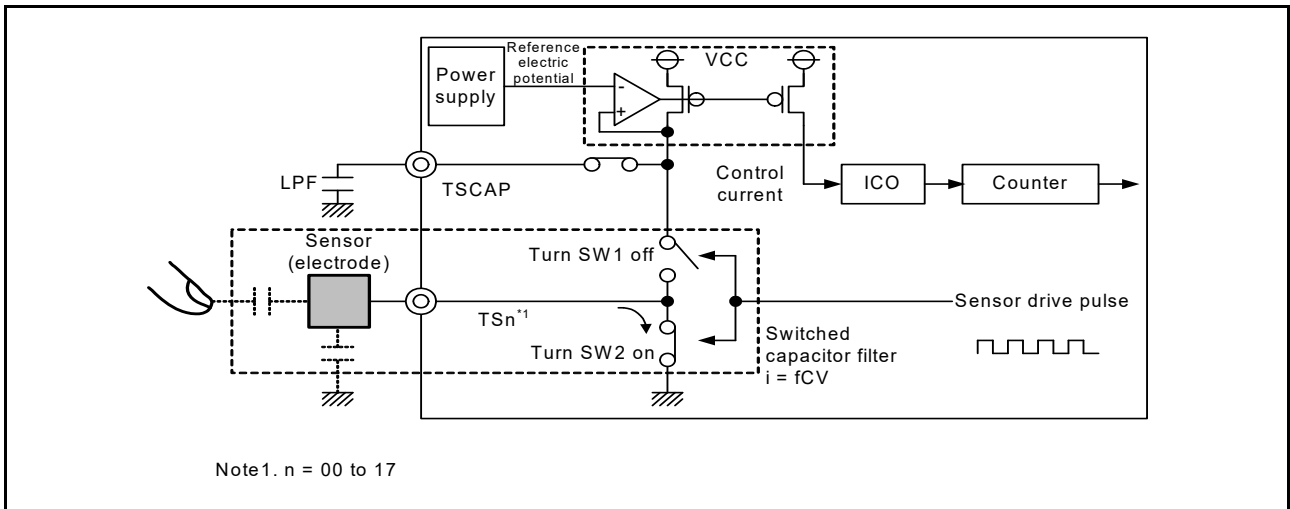 Power
supply
Reference
electric
potential
VCC
-
+
LPF
TSCAP
Control
current
ICO
Counter
Sensor
(electrode)
Turn SW1 off
TSn*1
Turn SW2 on
Sensor drive pulse
Switched
capacitor filter
i = fCV
Note1. n = 00 to 17